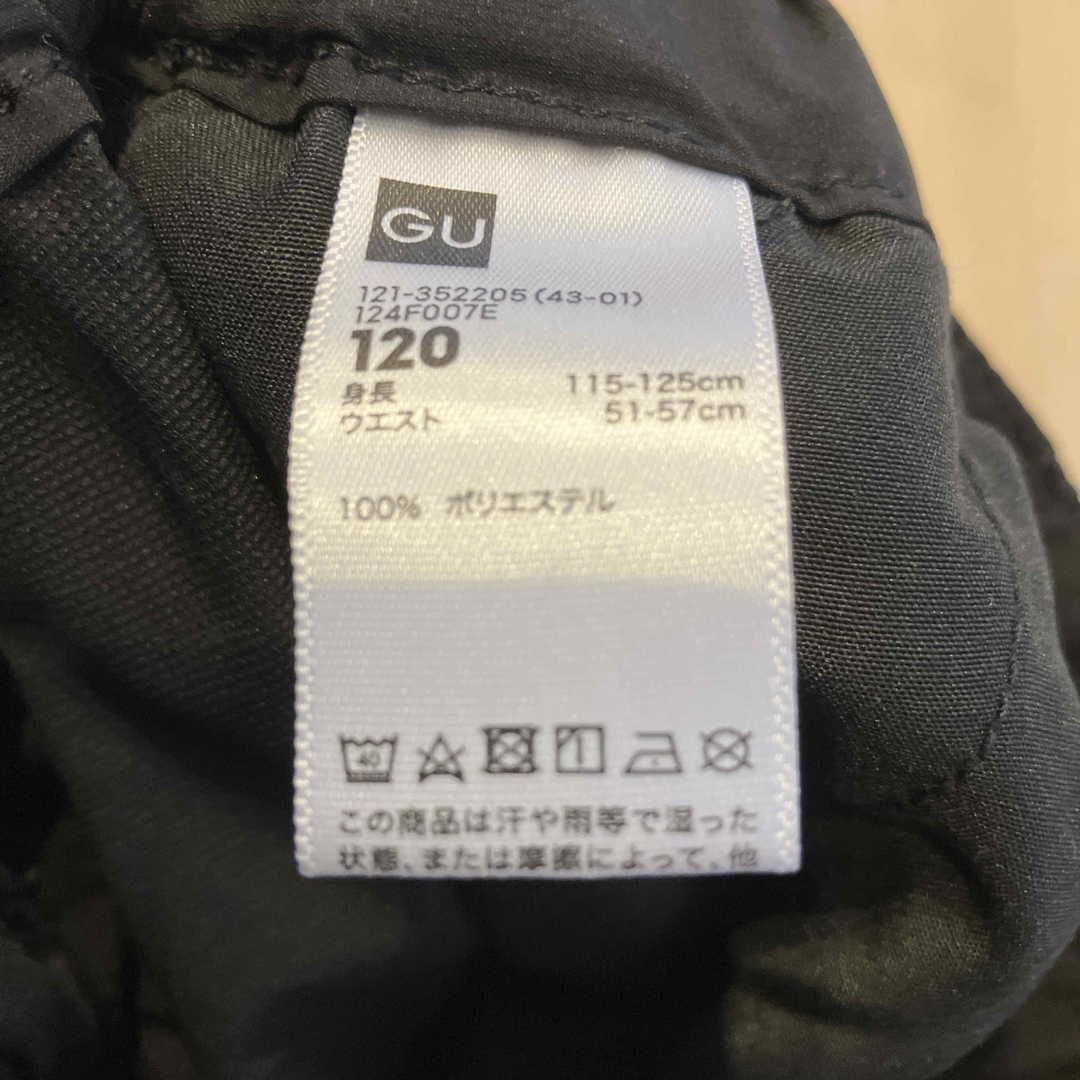 GU
121-352205(43-01)
124F007E
120
身長 115-125cm
ウエスト 51-57cm
100% ポリエステル
40
この商品は汗や雨等で湿った
状態、または摩擦によって、他